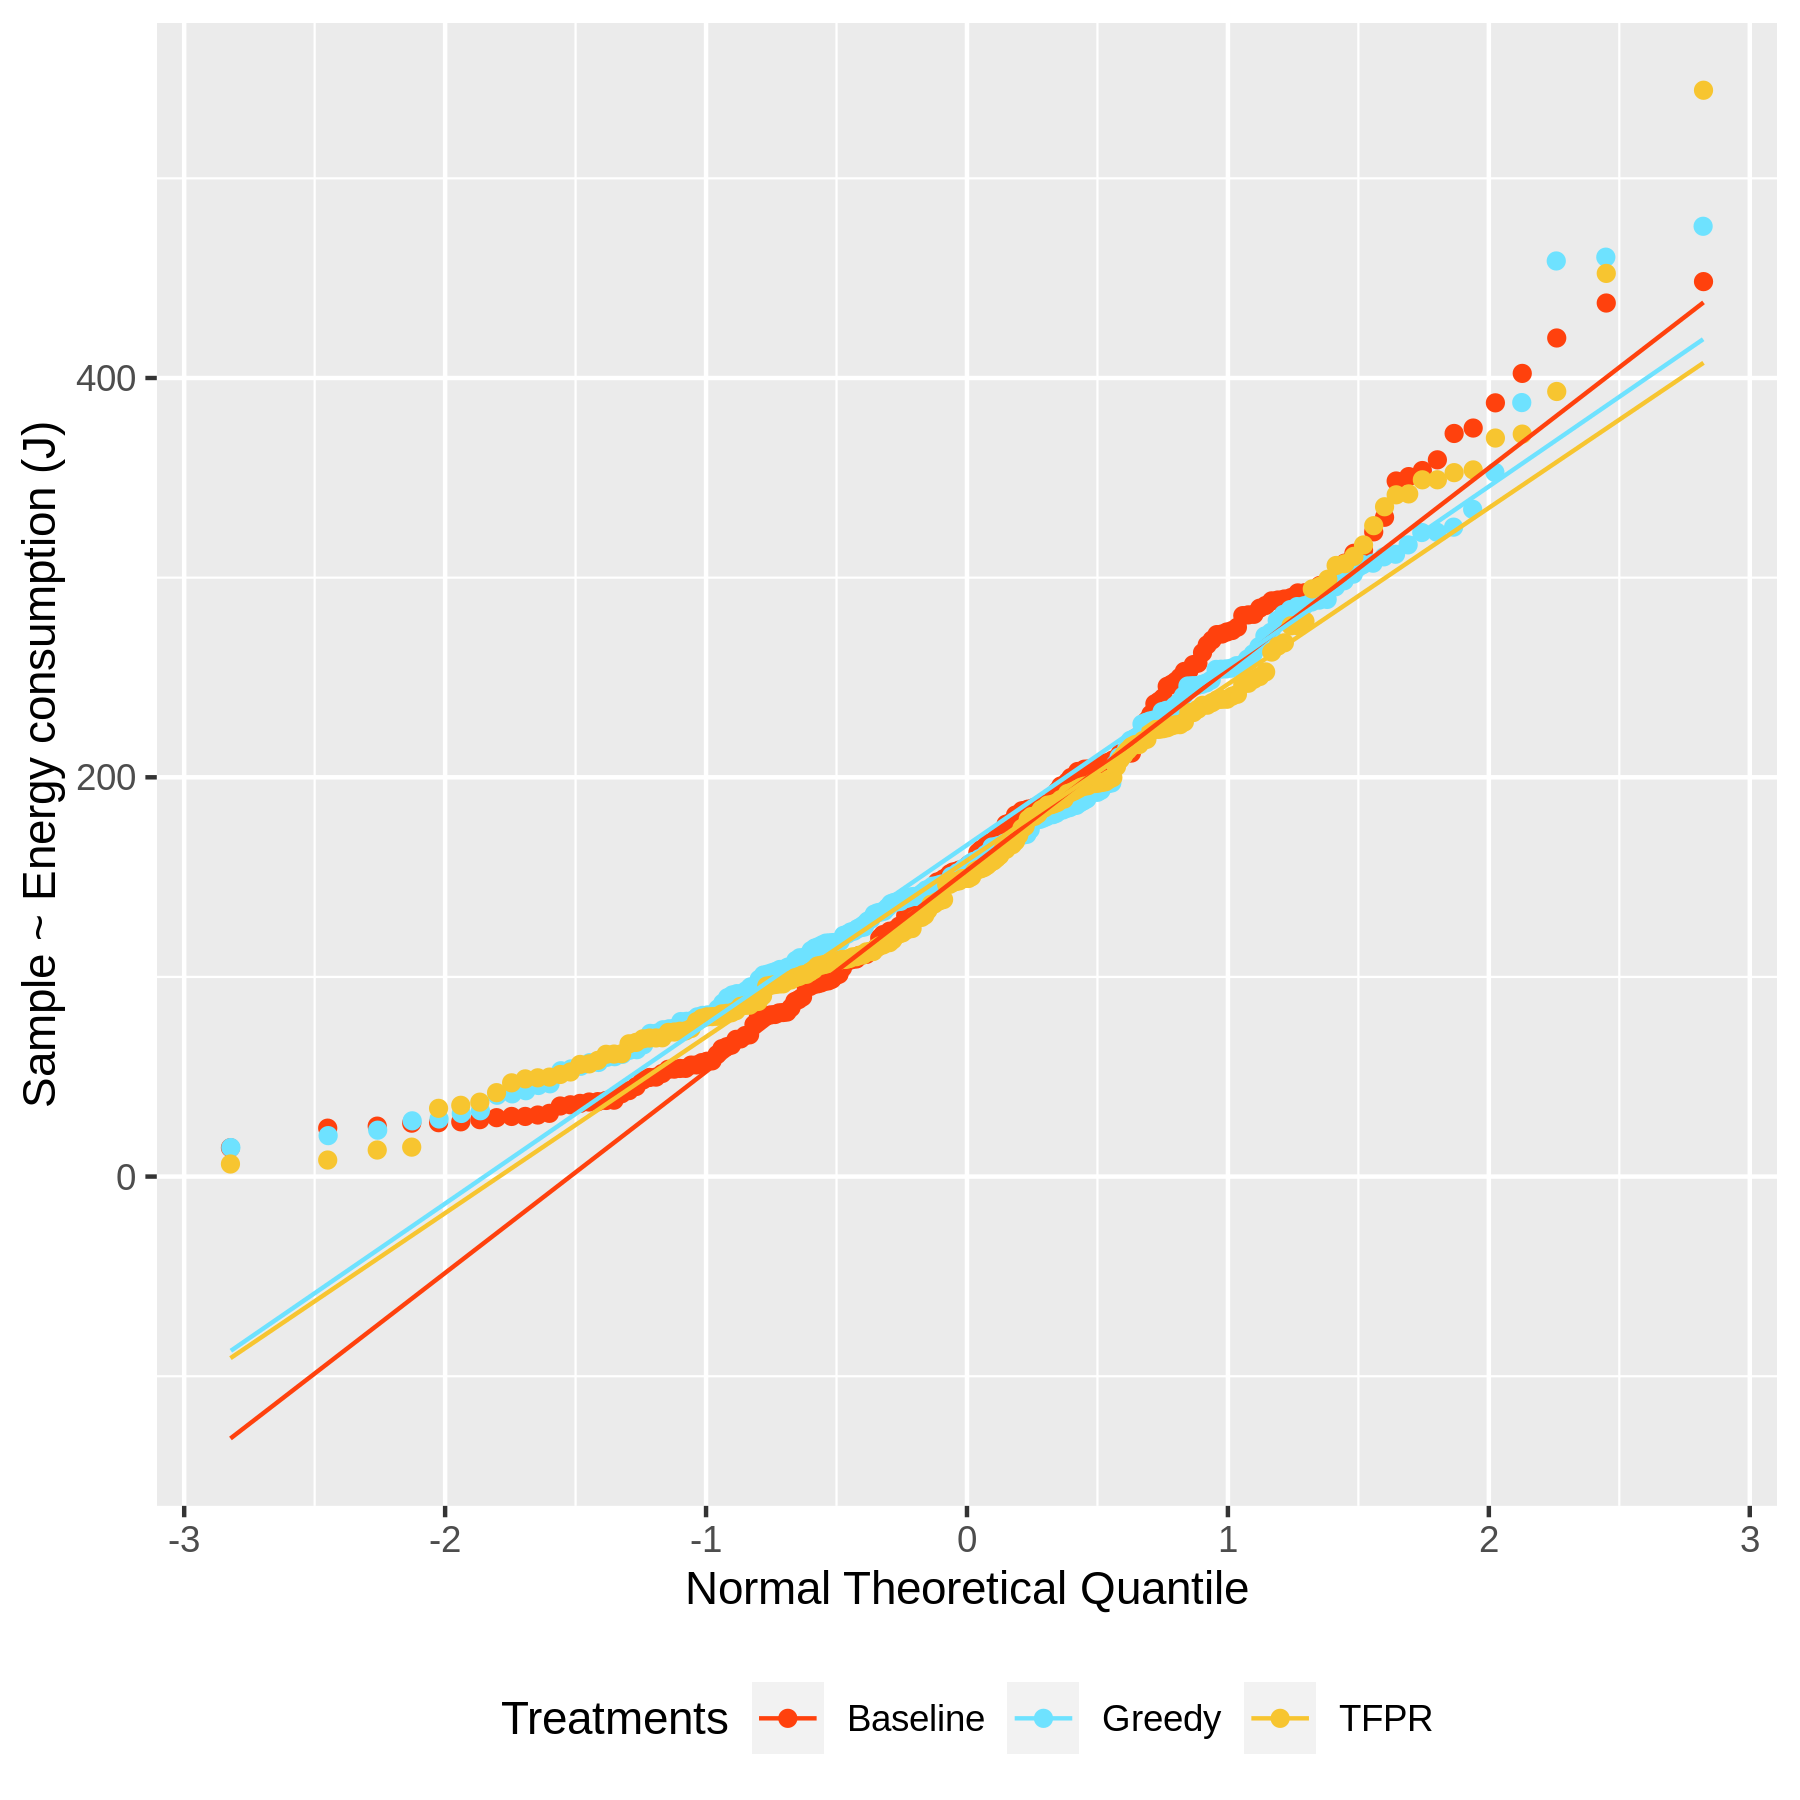 Sample ~ Energy consumption (J)
400
200
0
-3 -2 -1 0 1 2 3
Normal Theoretical Quantile
Treatments Baseline Greedy TFPR